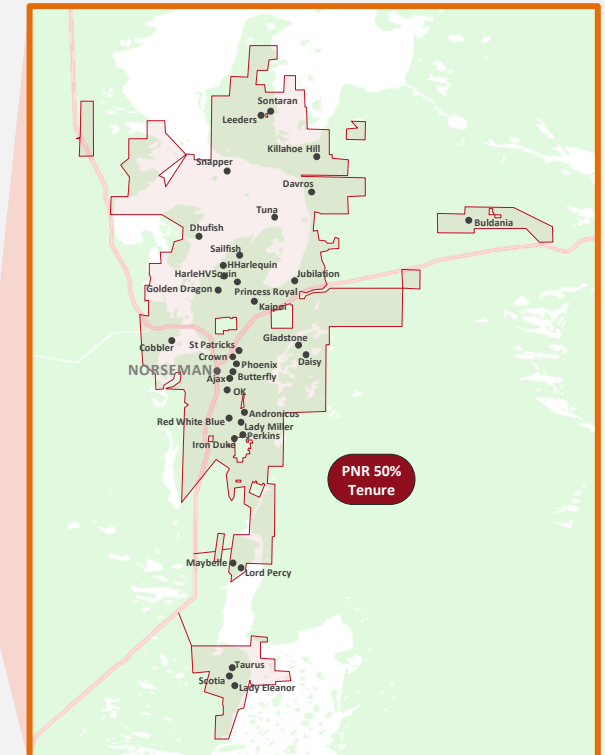 Sontaran
Leeders
Killahoe Hill
Snapper
Davros
Tuna
Buldania
Dhufish
Sailfish
HHarlequin
HarleHV5quin
Jubilation
Golden Dragon
Princess Royal
Kaipoi
Gladstone
Cobbler
St Patricks
Crown
Daisy
Phoenix
NORSEMAN
Butterfly
Ajax
OK
Andronicus
Red White Blue
Lady Miller
Perkins
Iron Duke
PNR 50%
Tenure
Maybelle
Lord Percy
Taurus
Scotia
Lady Eleanor